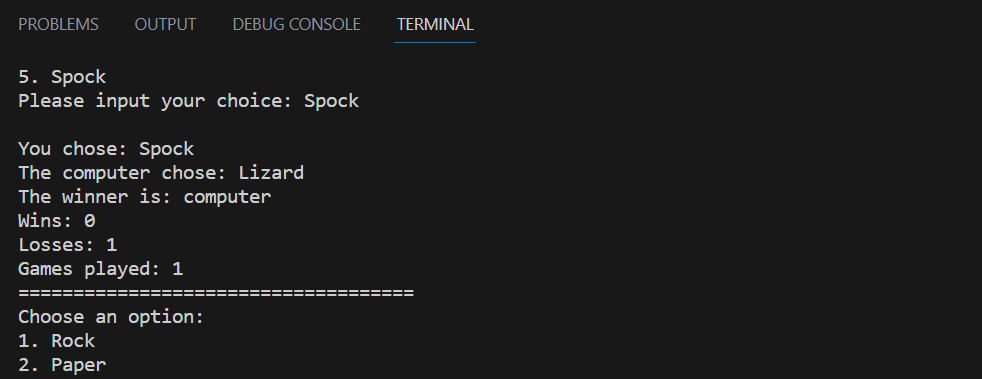 PROBLEMS OUTPUT DEBUG CONSOLE TERMINAL
5. Spock
Please input your choice: Spock
You chose: Spock
The computer chose: Lizard
The winner is: computer
Wins: 0
Losses: 1
Games played: 1
====================================
Choose an option:
1. Rock
2. Paper